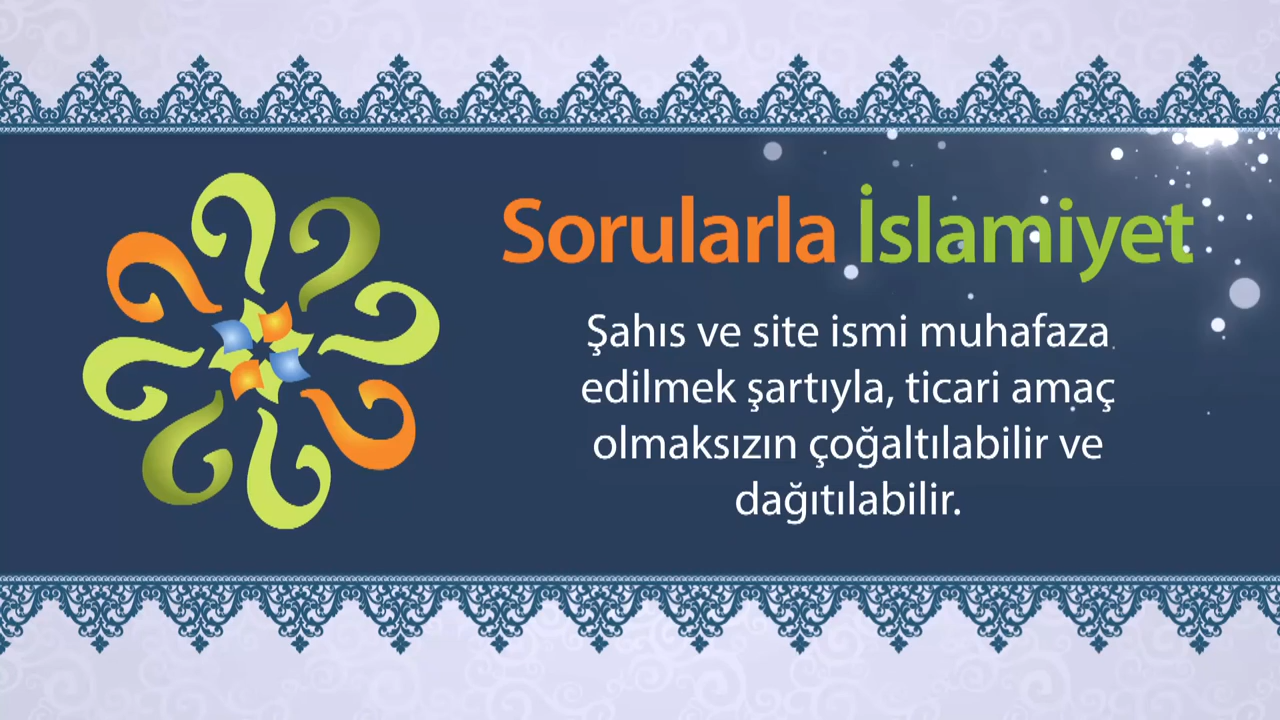 Sorularla İslamiyet
Şahıs ve site ismi muhafaza
edilmek şartıyla, ticari amaç
olmaksızın çoğaltılabilir ve
dağıtılabilir.